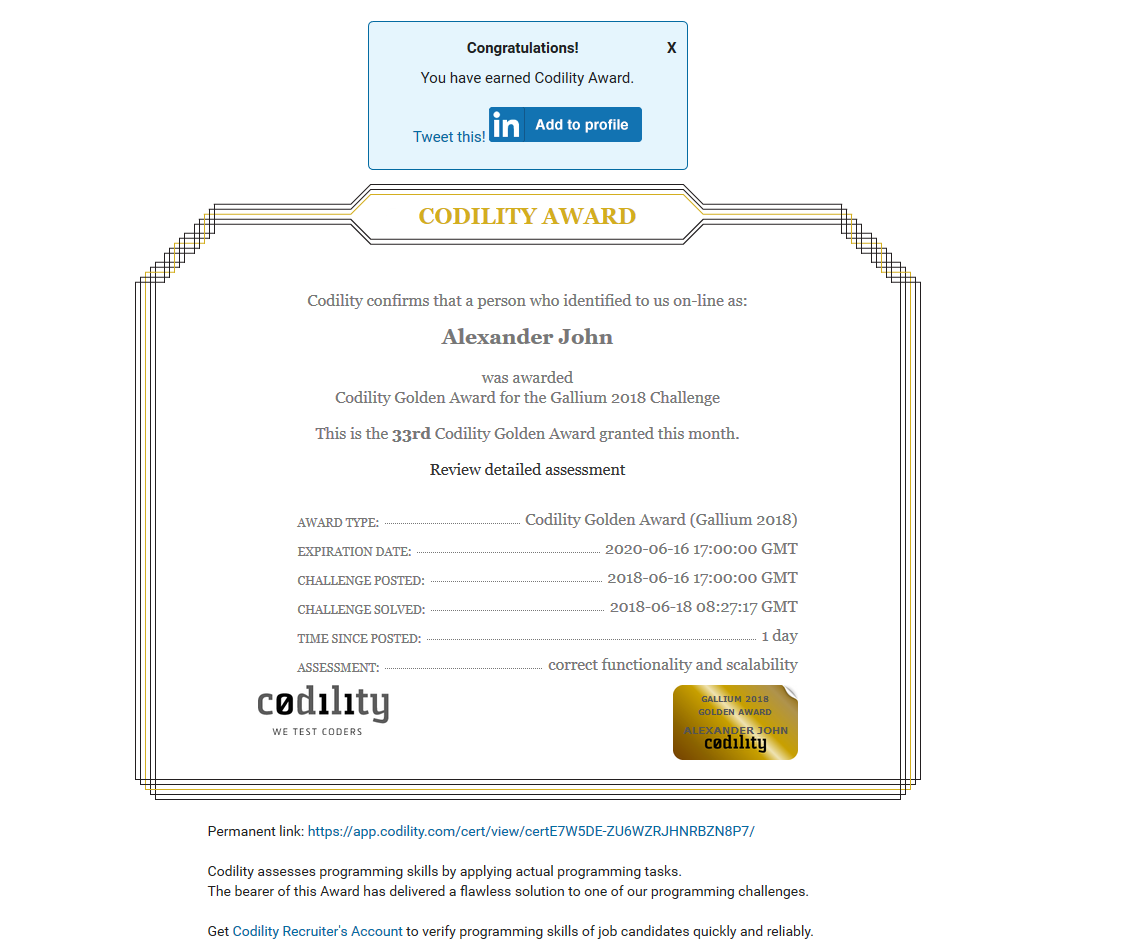 Congratulations!
X
You have earned Codility Award.
Tweet this!
in Add to profile
CODILITY AWARD
Codility confirms that a person who identified to us on-line as:
Alexander John
was awarded
Codility Golden Award for the Gallium 2018 Challenge
This is the 33rd Codility Golden Award granted this month.
Review detailed assessment
AWARD TYPE: Codility Golden Award (Gallium 2018)
EXPIRATION DATE: 2020-06-16 17:00:00 GMT
CHALLENGE POSTED: 2018-06-16 17:00:00 GMT
CHALLENGE SOLVED: 2018-06-18 08:27:17 GMT
TIME SINCE POSTED: 1 day
ASSESSMENT: correct functionality and scalability
codility
WE TEST CODERS
GALLIUM 2018
GOLDEN AWARD
ALEXANDER JOHN
codility
Permanent link: https://app.codility.com/cert/view/certE7W5DE-ZU6WZRJHNRBZN8P7/
Codility assesses programming skills by applying actual programming tasks.
The bearer of this Award has delivered a flawless solution to one of our programming challenges.
Get Codility Recruiter's Account to verify programming skills of job candidates quickly and reliably.